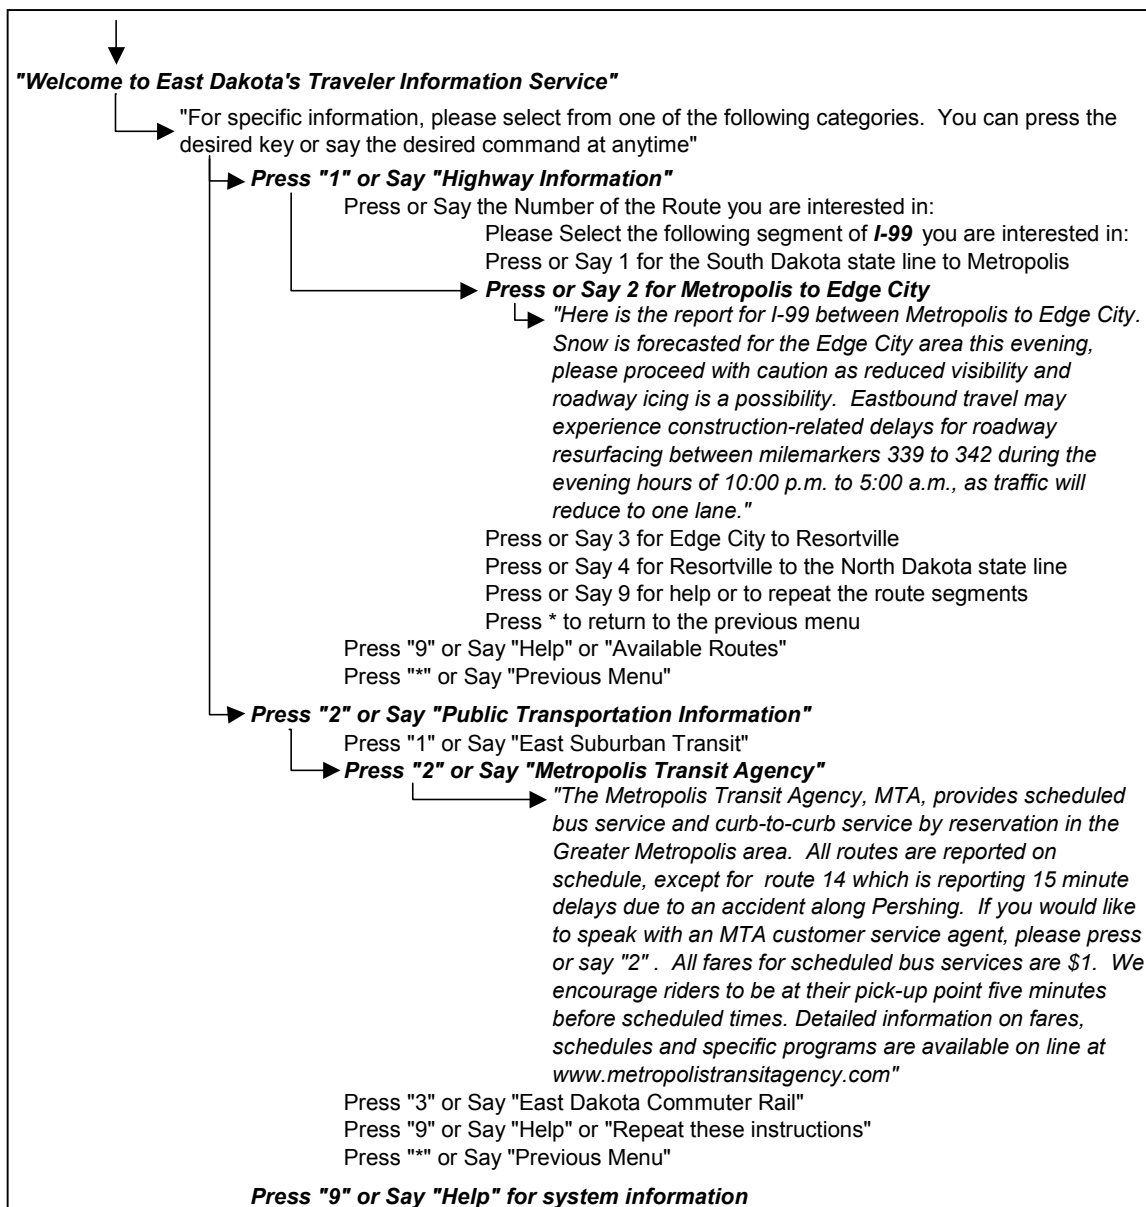 "Welcome to East Dakota's Traveler Information Service"
"For specific information, please select from one of the following categories.  You can press the
desired key or say the desired command at anytime"
Press "1" or Say "Highway Information"
Press or Say the Number of the Route you are interested in:
Please Select the following segment of I-99 you are interested in:
Press or Say 1 for the South Dakota state line to Metropolis
Press or Say 2 for Metropolis to Edge City
"Here is the report for I-99 between Metropolis to Edge City.
Snow is forecasted for the Edge City area this evening,
please proceed with caution as reduced visibility and
roadway icing is a possibility.  Eastbound travel may
experience construction-related delays for roadway
resurfacing between milemarkers 339 to 342 during the
evening hours of 10:00 p.m. to 5:00 a.m., as traffic will
reduce to one lane."
Press or Say 3 for Edge City to Resortville
Press or Say 4 for Resortville to the North Dakota state line
Press or Say 9 for help or to repeat the route segments
Press * to return to the previous menu
Press "9" or Say "Help" or "Available Routes"
Press "*" or Say "Previous Menu"
Press "2" or Say "Public Transportation Information"
Press "1" or Say "East Suburban Transit"
Press "2" or Say "Metropolis Transit Agency"
"The Metropolis Transit Agency, MTA, provides scheduled
bus service and curb-to-curb service by reservation in the
Greater Metropolis area.  All routes are reported on
schedule, except for  route 14 which is reporting 15 minute
delays due to an accident along Pershing.  If you would like
to speak with an MTA customer service agent, please press
or say "2" .  All fares for scheduled bus services are $1.  We
encourage riders to be at their pick-up point five minutes
before scheduled times. Detailed information on fares,
schedules and specific programs are available on line at
www.metropolistransitagency.com"
Press "3" or Say "East Dakota Commuter Rail"
Press "9" or Say "Help" or "Repeat these instructions"
Press "*" or Say "Previous Menu"
Press "9" or Say "Help" for system information